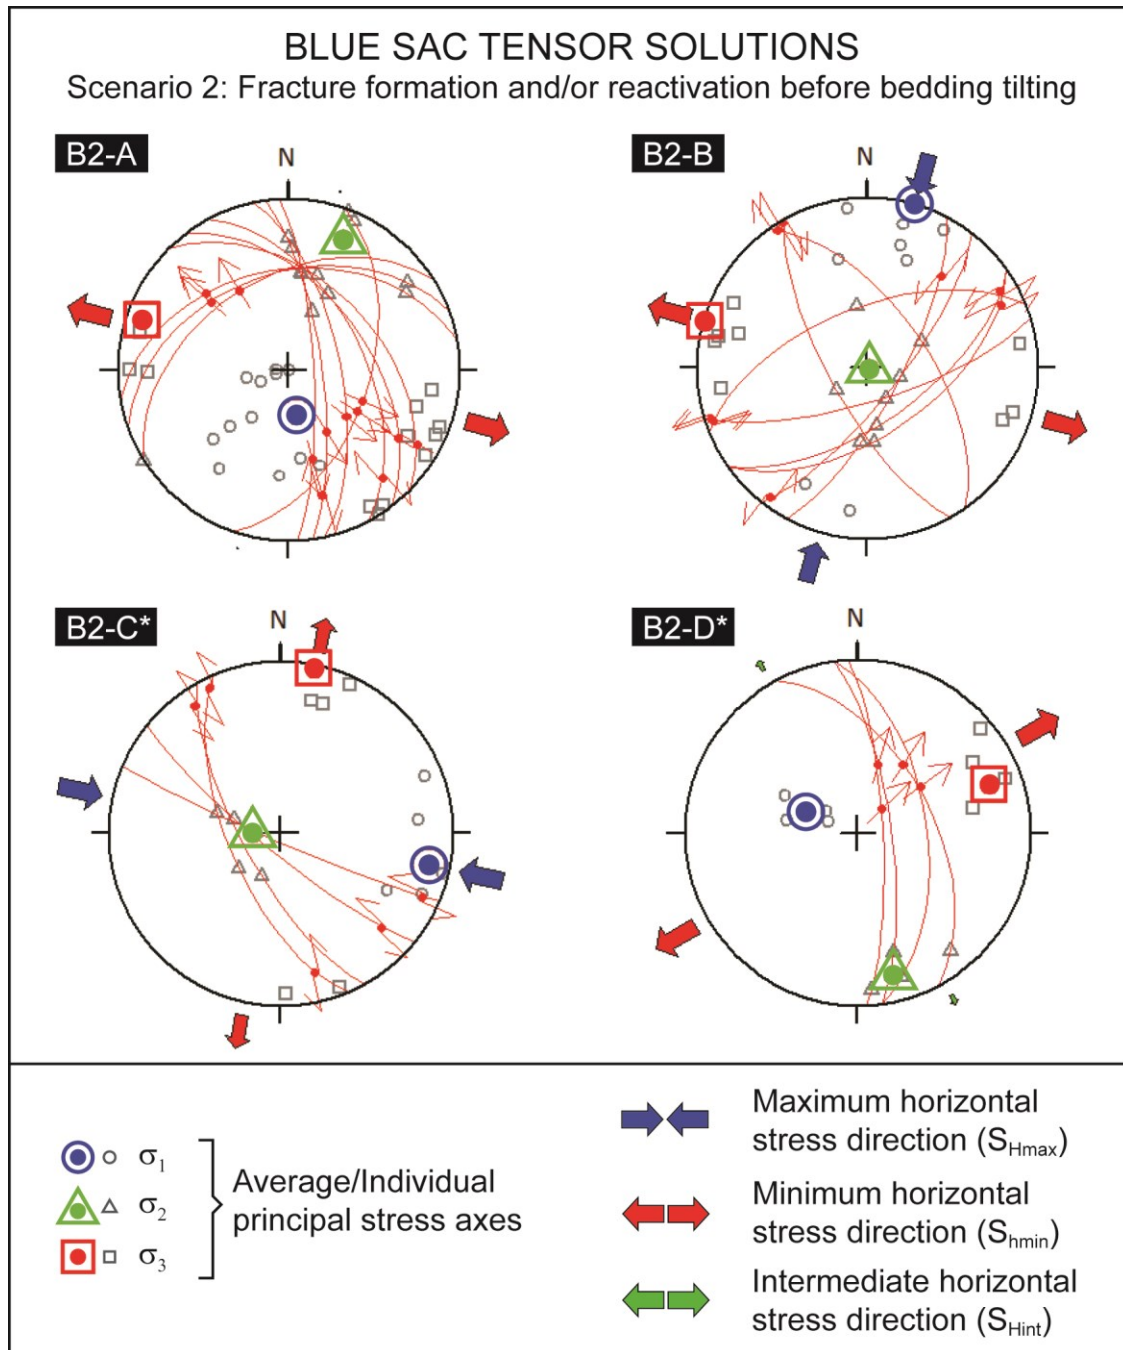 BLUE SAC TENSOR SOLUTIONS
Scenario 2: Fracture formation and/or reactivation before bedding tilting
B2-A
N
B2-B
N
B2-C*
N
B2-D*
N
σ1
σ2
σ3
Average/Individual
principal stress axes
Maximum horizontal
stress direction (SHmax)
Minimum horizontal
stress direction (Shmin)
Intermediate horizontal
stress direction (SHint)